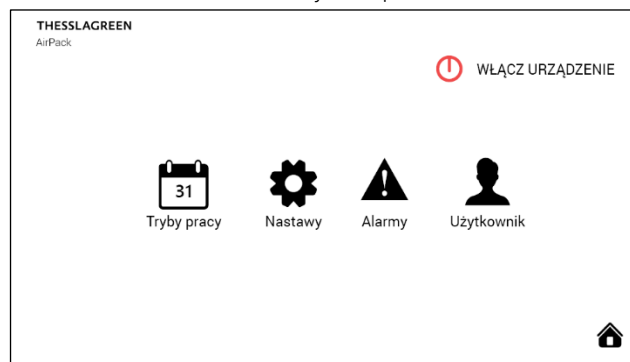 THESSLAGREEN
AirPack
WŁĄCZ URZĄDZENIE
31
Tryby pracy
Nastawy
Alarmy
Użytkownik